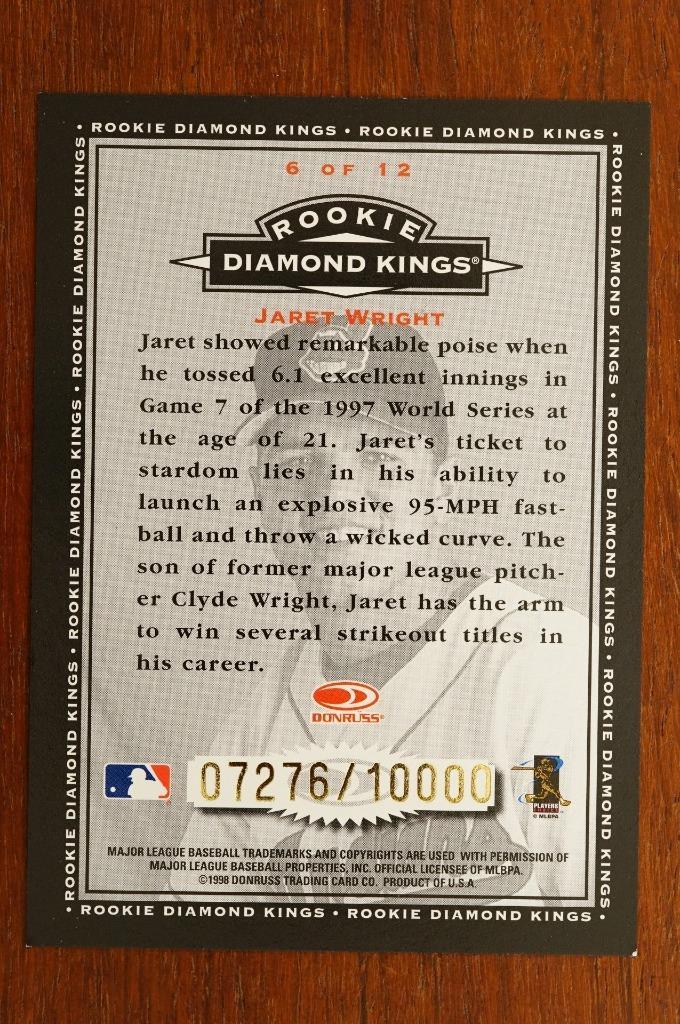 • ROOKIE DIAMOND KINGS • ROOKIE DIAMOND KINGS •
ROOKIE DIAMOND KINGS • ROOKIE DIAMOND KINGS • ROOKIE DIAMOND KINGS
ROOKIE DIAMOND KINGS • ROOKIE DIAMOND KINGS • ROOKIE DIAMOND KINGS
6 OF 12
ROOKIE
DIAMOND KINGS®
JARET WRIGHT
Jaret showed remarkable poise when
he tossed 6.1 excellent innings in
Game 7 of the 1997 World Series at
the age of 21. Jaret's ticket to
stardom lies in his ability to
launch an explosive 95-MPH fast-
ball and throw a wicked curve. The
son of former major league pitch-
er Clyde Wright, Jaret has the arm
to win several strikeout titles in
his career.
DONRUSS®
07276/10000
PLAYERS
CHOICE
© MLBPA
MAJOR LEAGUE BASEBALL TRADEMARKS AND COPYRIGHTS ARE USED WITH PERMISSION OF
MAJOR LEAGUE BASEBALL PROPERTIES, INC. OFFICIAL LICENSEE OF MLBPA.
©1998 DONRUSS TRADING CARD CO. PRODUCT OF U.S.A.
• ROOKIE DIAMOND KINGS • ROOKIE DIAMOND KINGS •